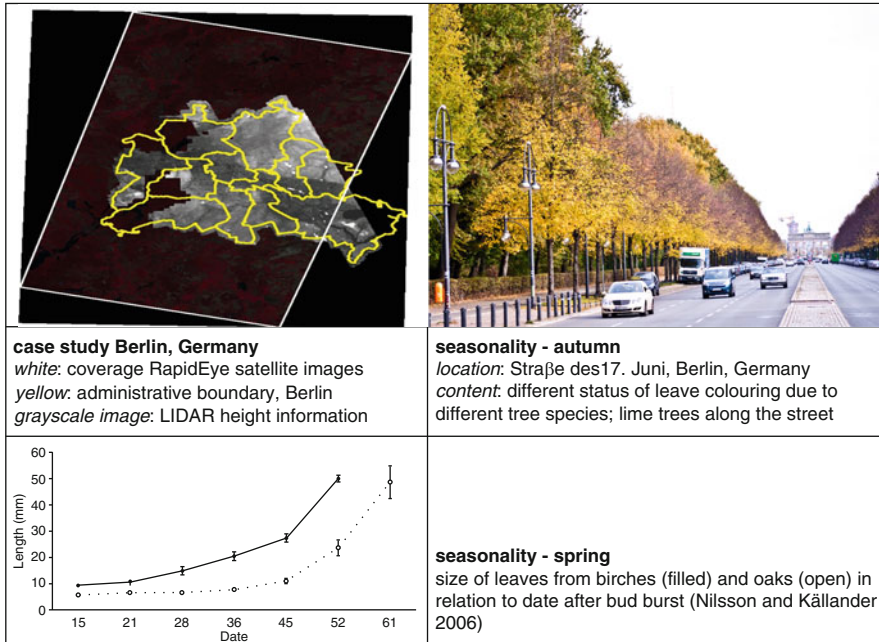 case study Berlin, Germany
white: coverage RapidEye satellite images
yellow: administrative boundary, Berlin
grayscale image: LIDAR height information
seasonality - autumn
location: Straβe des17. Juni, Berlin, Germany
content: different status of leave colouring due to
different tree species; lime trees along the street
Length (mm)
60
50
40
30
20
10
0
15 21 28 36 45 52 61
Date
seasonality - spring
size of leaves from birches (filled) and oaks (open) in
relation to date after bud burst (Nilsson and Källander
2006)